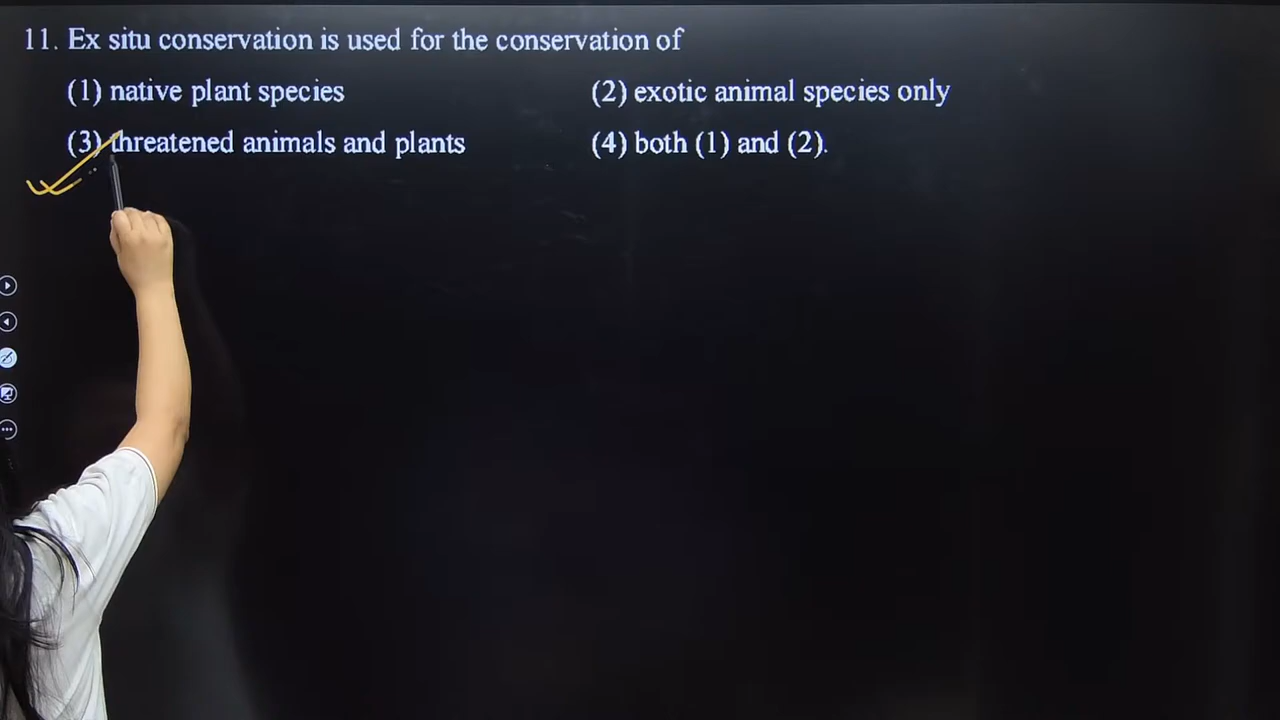 11. Ex situ conservation is used for the conservation of
(1) native plant species (2) exotic animal species only
(3) threatened animals and plants (4) both (1) and (2).